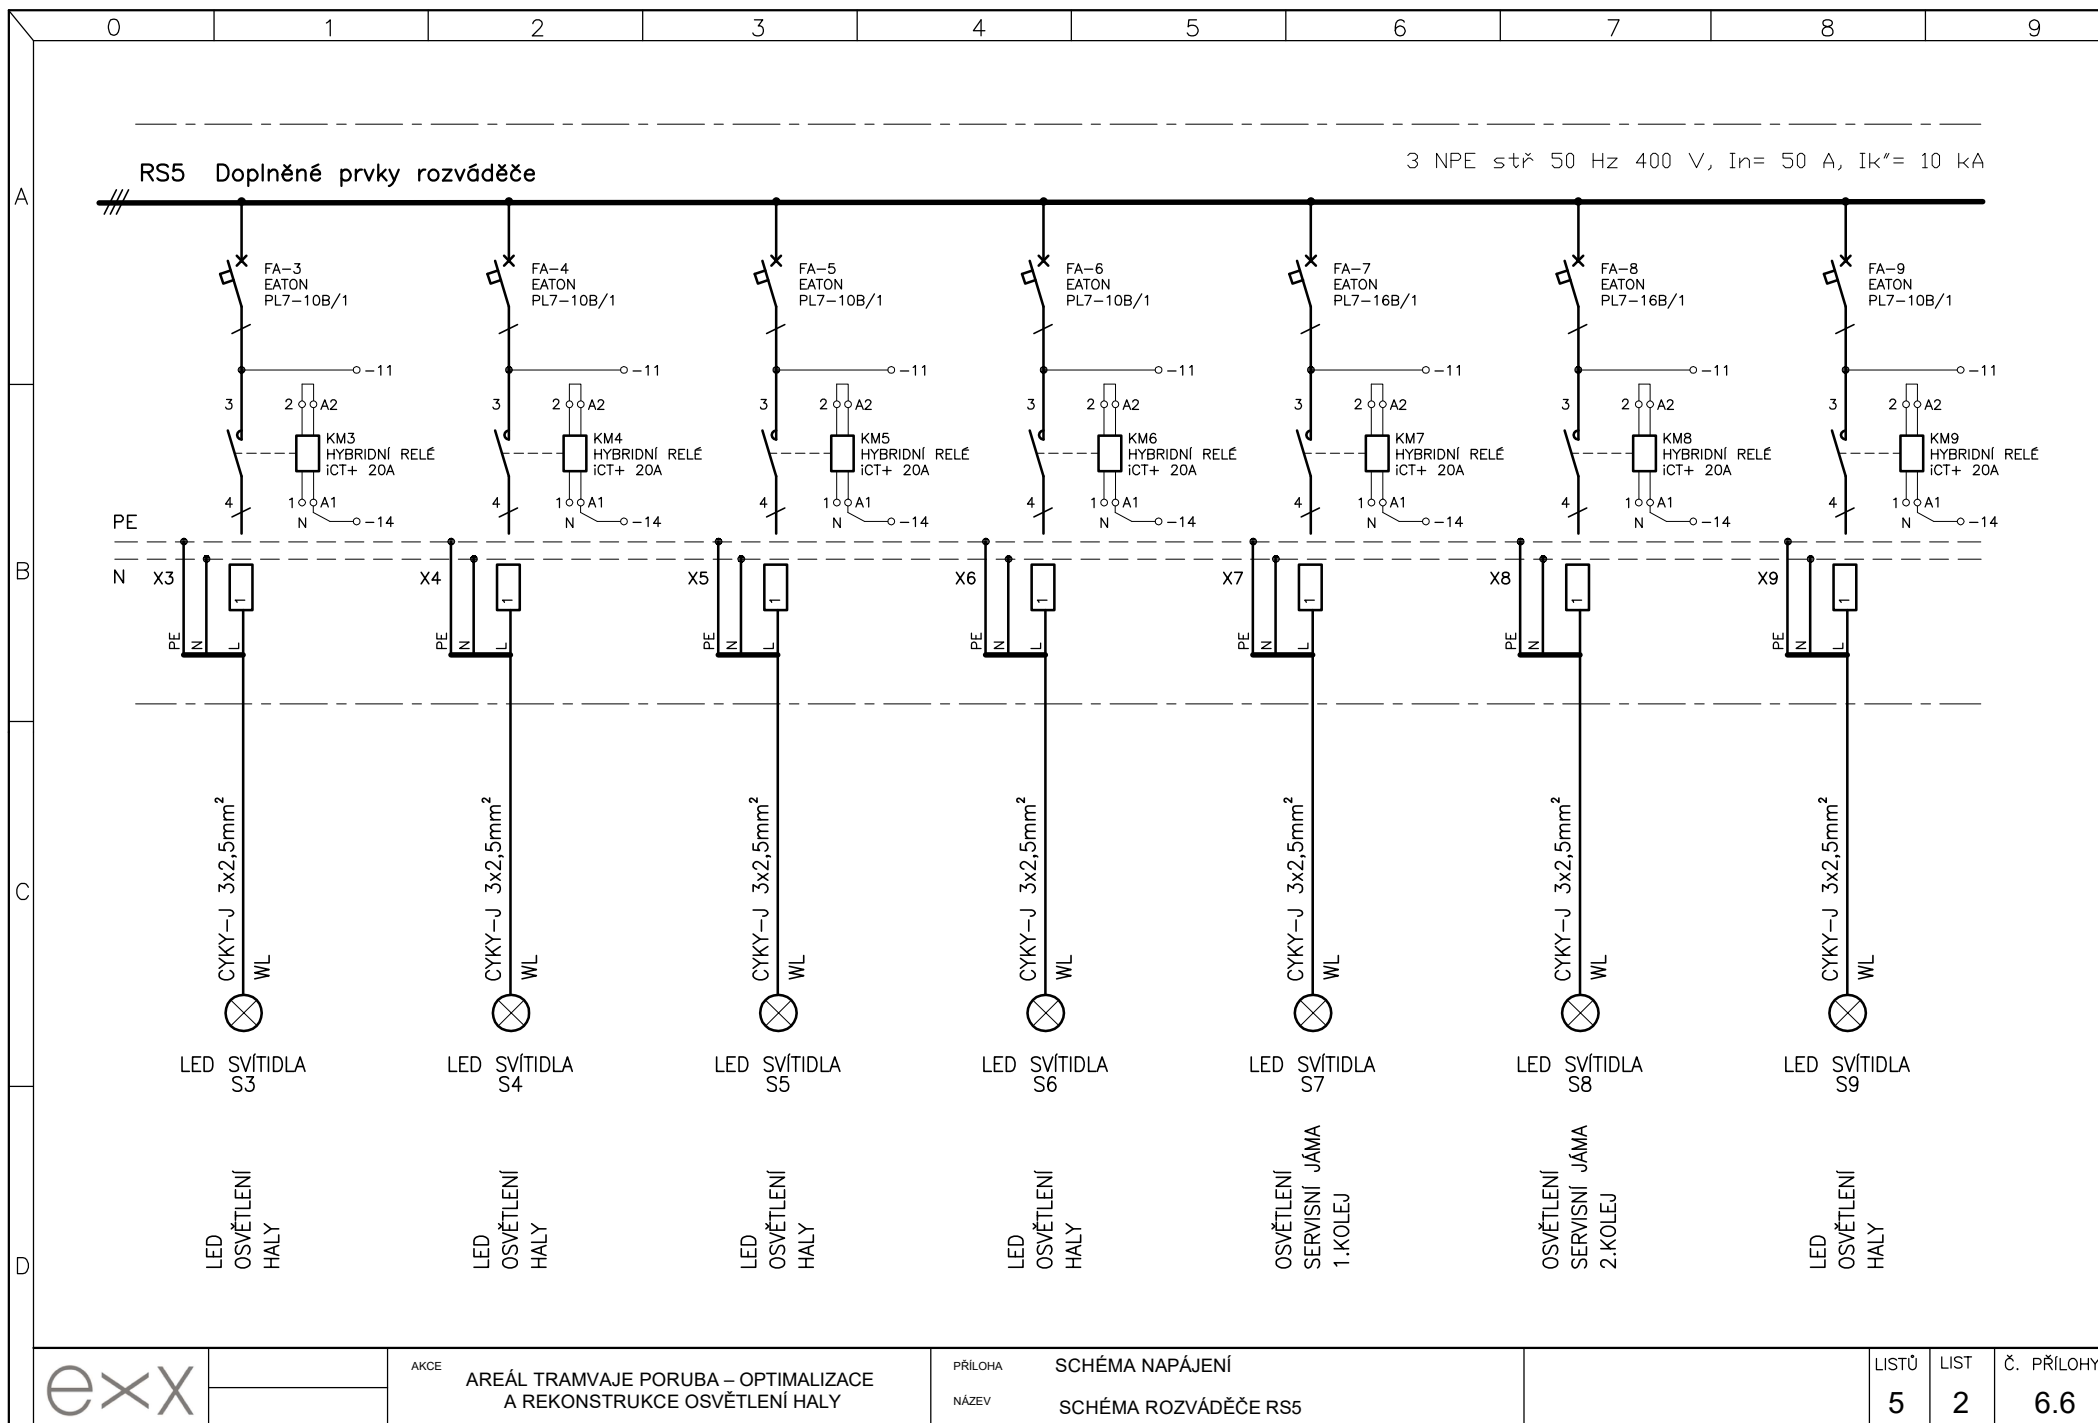 0 1 2 3 4 5 6 7 8 9
RS5 Doplněné prvky rozváděče
3 NPE stř 50 Hz 400 V, In= 50 A, Ik"= 10 kA
A
FA-3 FA-4 FA-5 FA-6 FA-7 FA-8 FA-9
EATON EATON EATON EATON EATON EATON EATON
PL7-10B/1 PL7-10B/1 PL7-10B/1 PL7-10B/1 PL7-16B/1 PL7-16B/1 PL7-10B/1
-11 -11 -11 -11 -11 -11 -11
3 2 A2 3 2 A2 3 2 A2 3 2 A2 3 2 A2 3 2 A2 3 2 A2
KM3 KM4 KM5 KM6 KM7 KM8 KM9
HYBRIDNÍ RELÉ HYBRIDNÍ RELÉ HYBRIDNÍ RELÉ HYBRIDNÍ RELÉ HYBRIDNÍ RELÉ HYBRIDNÍ RELÉ HYBRIDNÍ RELÉ
iCT+ 20A iCT+ 20A iCT+ 20A iCT+ 20A iCT+ 20A iCT+ 20A iCT+ 20A
4 1 A1 4 1 A1 4 1 A1 4 1 A1 4 1 A1 4 1 A1 4 1 A1
PE N -14 N -14 N -14 N -14 N -14 N -14 N -14
B
N X3 X4 X5 X6 X7 X8 X9
1 1 1 1 1 1 1
PE N L PE N L PE N L PE N L PE N L PE N L PE N L
C
CYKY-J 3x2,5mm² CYKY-J 3x2,5mm² CYKY-J 3x2,5mm² CYKY-J 3x2,5mm² CYKY-J 3x2,5mm² CYKY-J 3x2,5mm² CYKY-J 3x2,5mm²
WL WL WL WL WL WL WL
LED SVÍTIDLA LED SVÍTIDLA LED SVÍTIDLA LED SVÍTIDLA LED SVÍTIDLA LED SVÍTIDLA LED SVÍTIDLA
S3 S4 S5 S6 S7 S8 S9
D
LED
OSVĚTLENÍ
HALY
LED
OSVĚTLENÍ
HALY
LED
OSVĚTLENÍ
HALY
LED
OSVĚTLENÍ
HALY
OSVĚTLENÍ
SERVISNÍ JÁMA
1.KOLEJ
OSVĚTLENÍ
SERVISNÍ JÁMA
2.KOLEJ
LED
OSVĚTLENÍ
HALY
exx
AKCE
AREÁL TRAMVAJE PORUBA – OPTIMALIZACE
A REKONSTRUKCE OSVĚTLENÍ HALY
PŘÍLOHA SCHÉMA NAPÁJENÍ
NÁZEV SCHÉMA ROZVÁDĚČE RS5
LISTŮ LIST Č. PŘÍLOHY
5 2 6.6